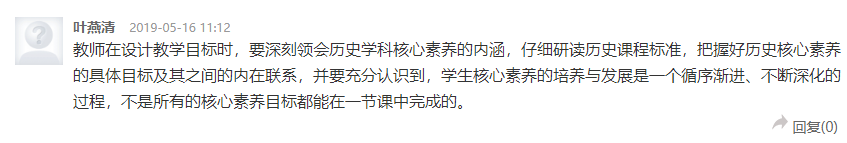 叶燕清 2019-05-16 11:12
教师在设计教学目标时，要深刻领会历史学科核心素养的内涵，仔细研读历史课程标准，把握好历史核心素养
的具体目标及其之间的内在联系，并要充分认识到，学生核心素养的培养与发展是一个循序渐进、不断深化的
过程，不是所有的核心素养目标都能在一节课中完成的。
回复(0)